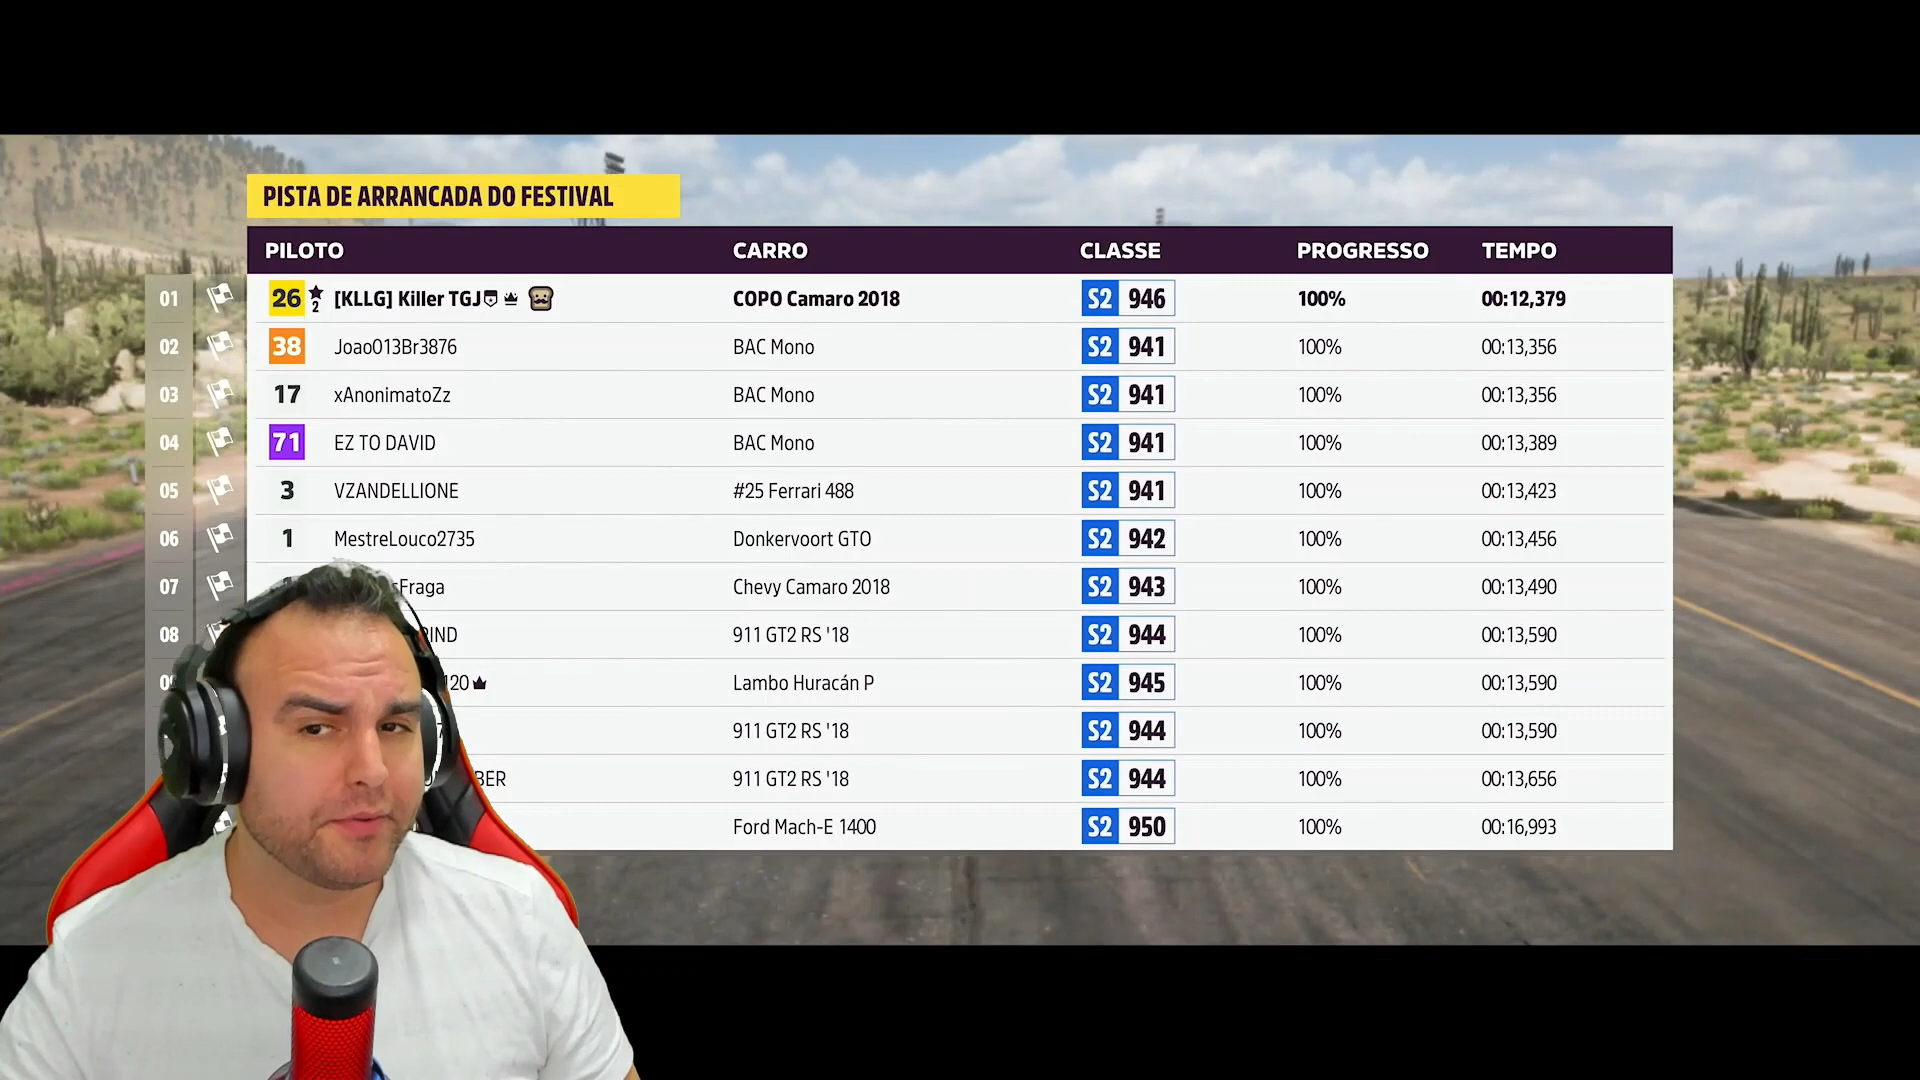 PISTA DE ARRANCADA DO FESTIVAL
PILOTO CARRO CLASSE PROGRESSO TEMPO
01 26 2 [KLLG] Killer TGJ COPO Camaro 2018 S2 946 100% 00:12,379
02 38 Joao013Br3876 BAC Mono S2 941 100% 00:13,356
03 17 xAnonimatoZz BAC Mono S2 941 100% 00:13,356
04 71 EZ TO DAVID BAC Mono S2 941 100% 00:13,389
05 3 VZANDELLIONE #25 Ferrari 488 S2 941 100% 00:13,423
06 1 MestreLouco2735 Donkervoort GTO S2 942 100% 00:13,456
07 Fraga Chevy Camaro 2018 S2 943 100% 00:13,490
08 911 GT2 RS '18 S2 944 100% 00:13,590
120 Lambo Huracán P S2 945 100% 00:13,590
911 GT2 RS '18 S2 944 100% 00:13,590
BER 911 GT2 RS '18 S2 944 100% 00:13,656
Ford Mach-E 1400 S2 950 100% 00:16,993